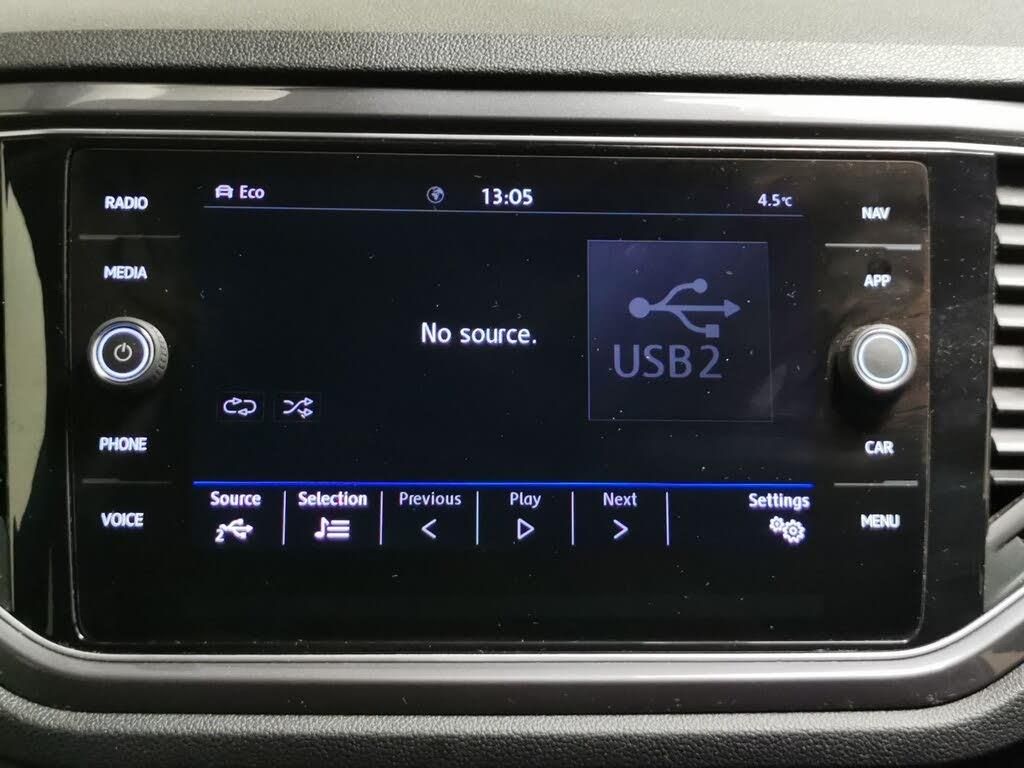 RADIO
MEDIA
PHONE
VOICE
Eco
13:05
4.5°C
No source.
USB2
Source
2
Selection
Previous
Play
Next
Settings
NAV
APP
CAR
MENU